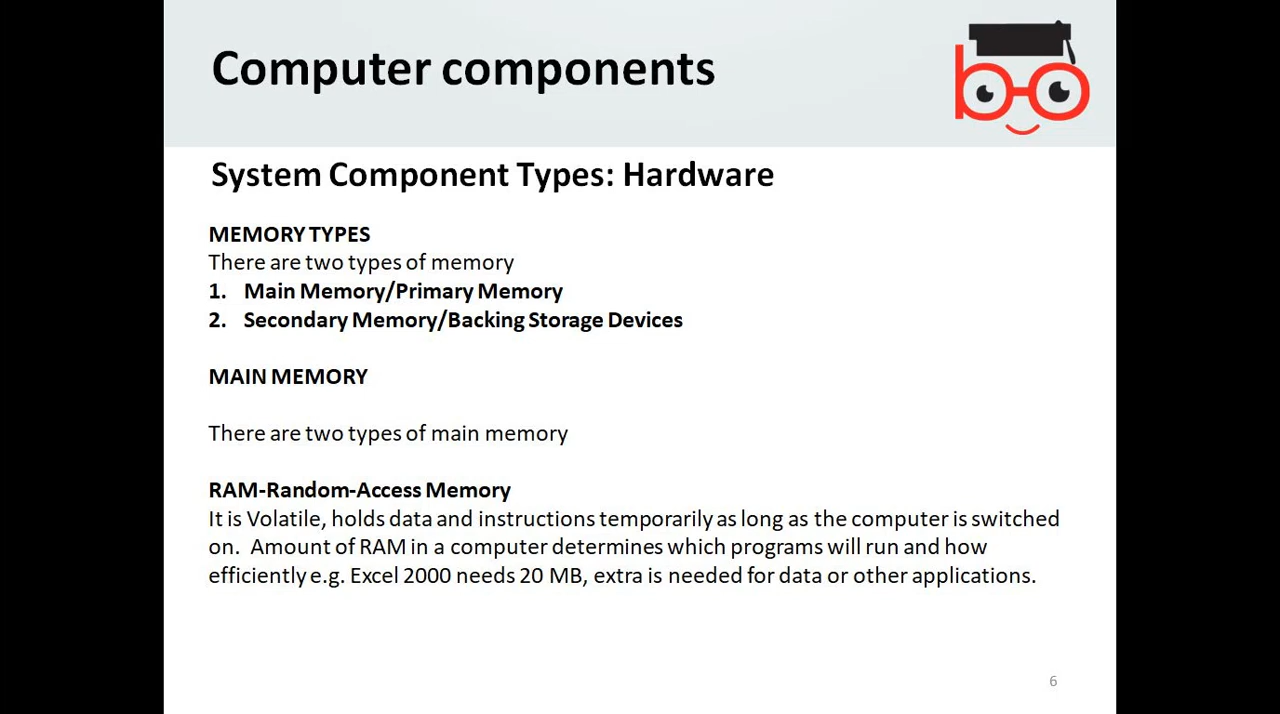 Computer components
System Component Types: Hardware
MEMORY TYPES
There are two types of memory
1. Main Memory/Primary Memory
2. Secondary Memory/Backing Storage Devices
MAIN MEMORY
There are two types of main memory
RAM-Random-Access Memory
It is Volatile, holds data and instructions temporarily as long as the computer is switched
on. Amount of RAM in a computer determines which programs will run and how
efficiently e.g. Excel 2000 needs 20 MB, extra is needed for data or other applications.
6